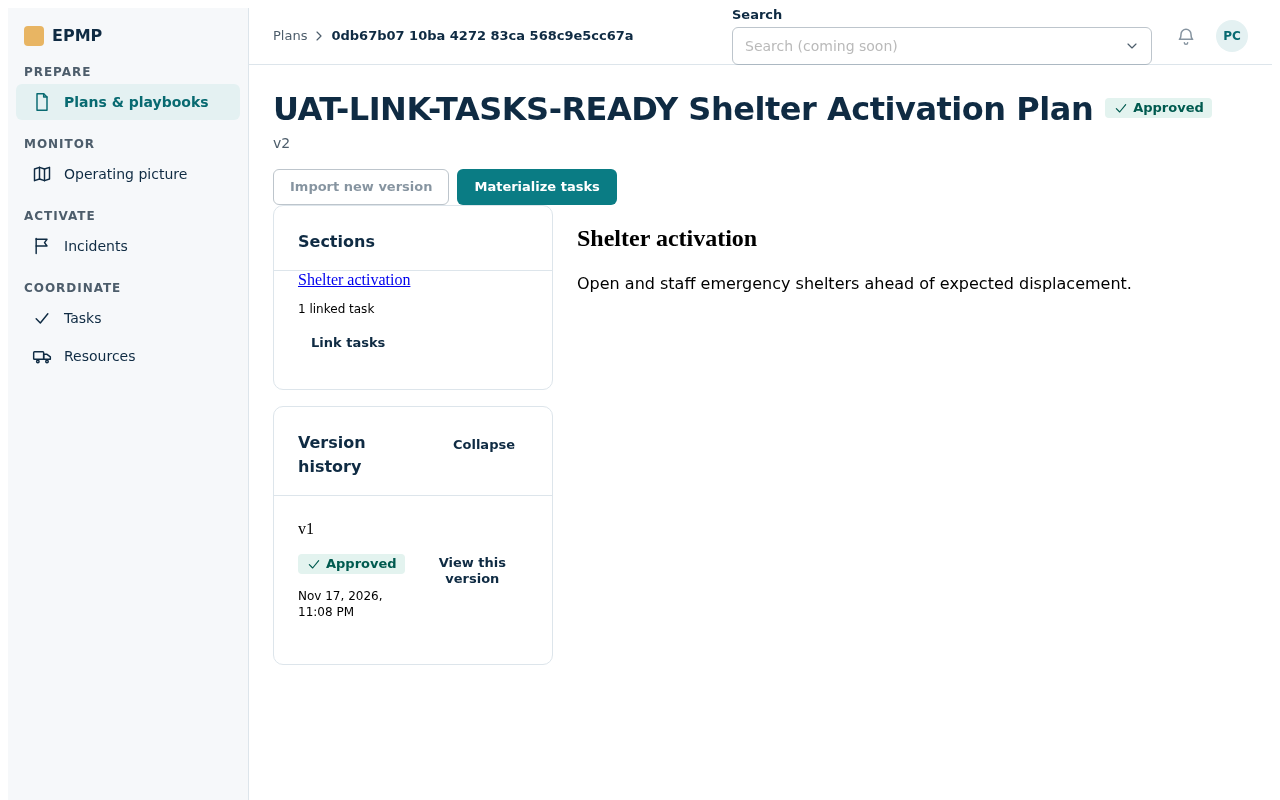 EPMP
PREPARE
Plans & playbooks
MONITOR
Operating picture
ACTIVATE
Incidents
COORDINATE
Tasks
Resources
Plans
0db67b07 10ba 4272 83ca 568c9e5cc67a
Search
Search (coming soon)
PC
UAT-LINK-TASKS-READY Shelter Activation Plan
Approved
v2
Import new version
Materialize tasks
Sections
Shelter activation
1 linked task
Link tasks
Version
history
Collapse
v1
Approved
View this
version
Nov 17, 2026,
11:08 PM
Shelter activation
Open and staff emergency shelters ahead of expected displacement.